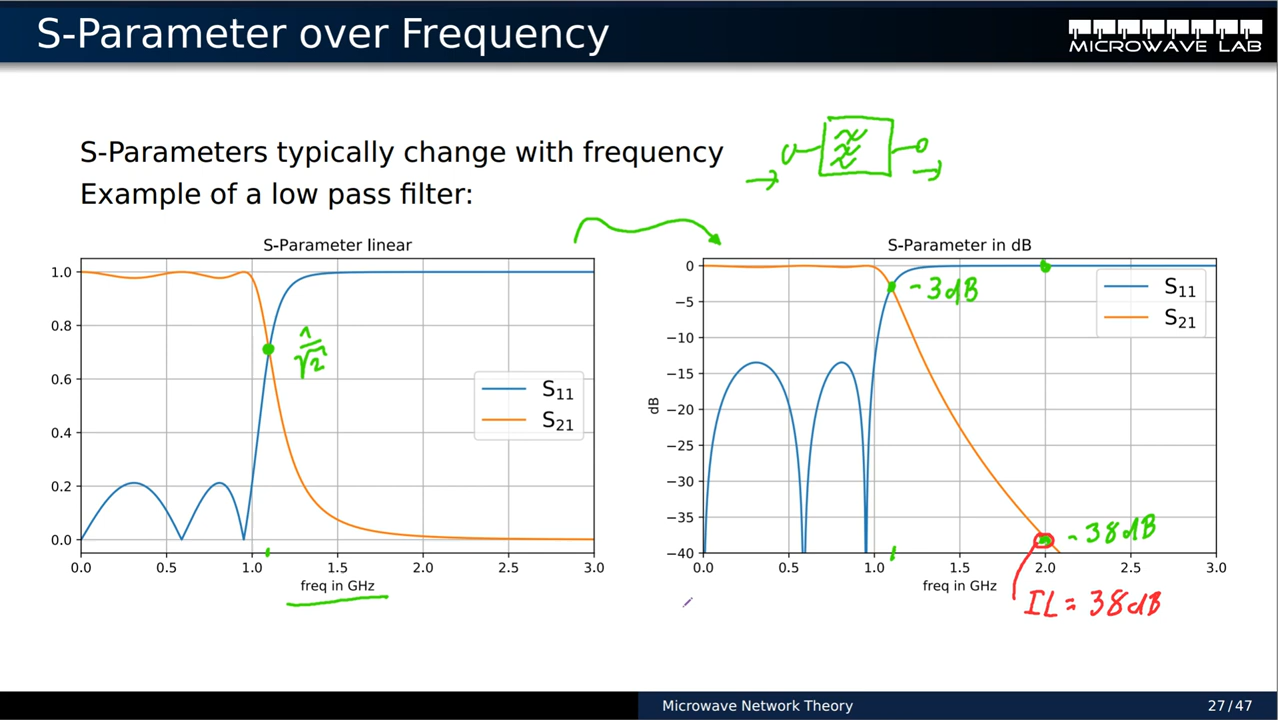 S-Parameter over Frequency
MICROWAVE LAB
S-Parameters typically change with frequency
Example of a low pass filter:
S-Parameter linear
1.0
0.8
0.6
0.4
0.2
0.0
1/√2
S11
S21
0.0 0.5 1.0 1.5 2.0 2.5 3.0
freq in GHz
S-Parameter in dB
dB
0
−5
−10
−15
−20
−25
−30
−35
−40
-3dB
S11
S21
-38dB
0.0 0.5 1.0 1.5 2.0 2.5 3.0
freq in GHz
IL = 38dB
Microwave Network Theory
27/47